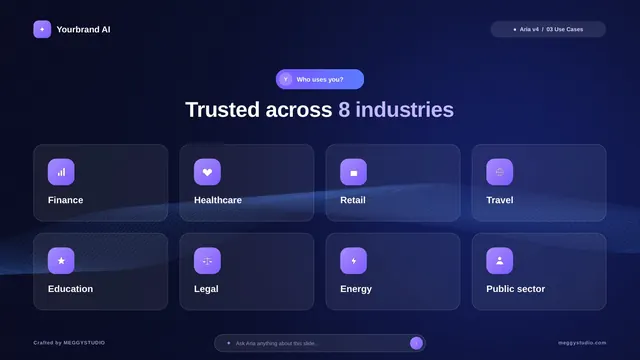 Yourbrand AI
Aria v4 / 03 Use Cases
Y Who uses you?
Trusted across 8 industries
Finance
Healthcare
Retail
Travel
Education
Legal
Energy
Public sector
Crafted by MEGGYSTUDIO
Ask Aria anything about this slide...
meggystudio.com